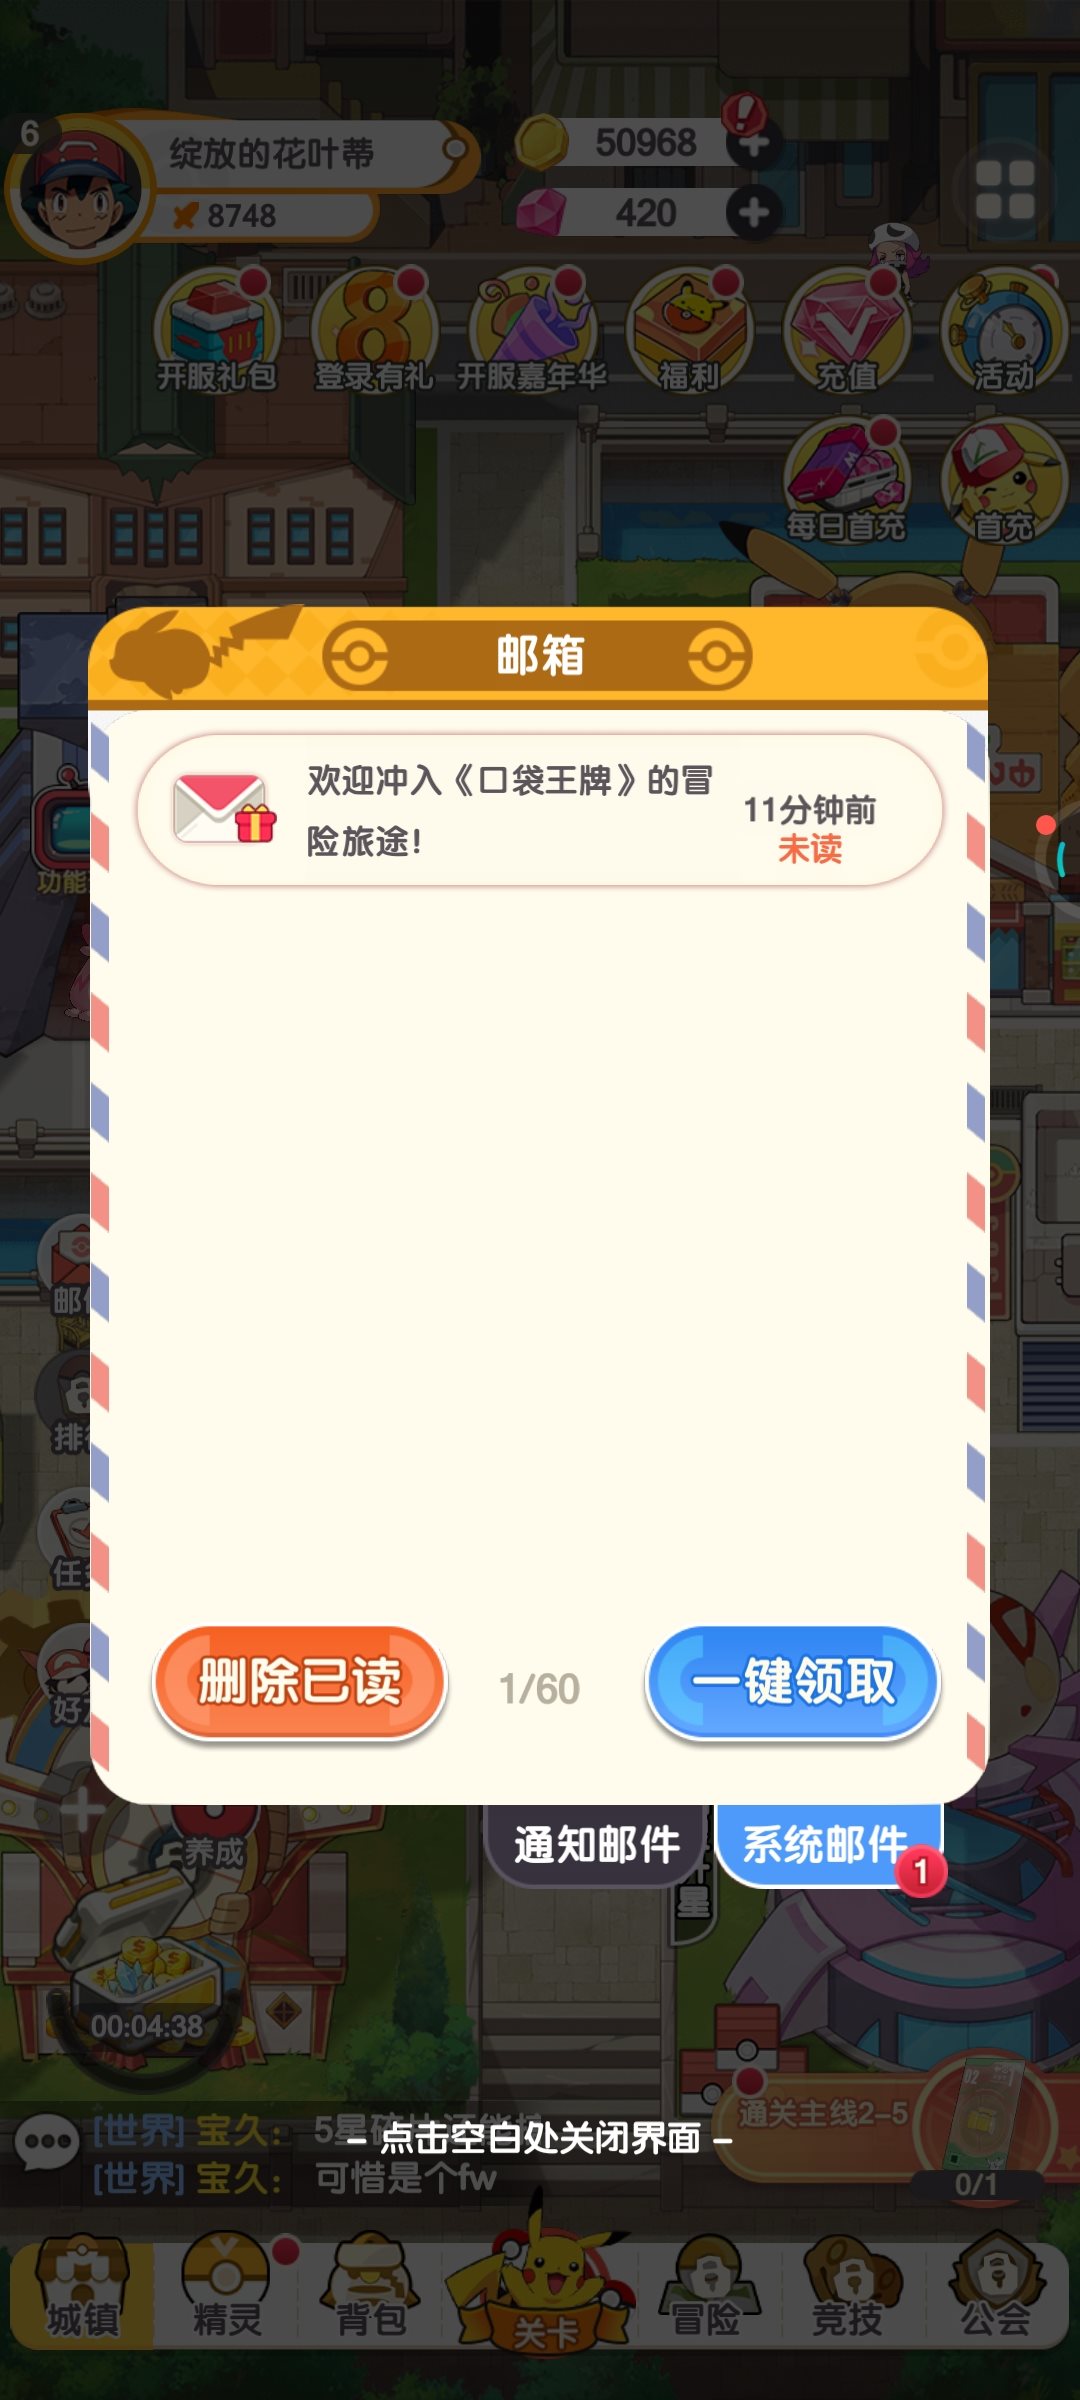 6
绽放的花叶蒂
50968
8748
420
开服礼包
登录有礼
开服嘉年华
福利
充值
活动
每日首充
首充
邮箱
欢迎冲入《口袋王牌》的冒
险旅途!
11分钟前
未读
功能
删除已读
1/60
一键领取
养成
通知邮件
系统邮件
1
星
00:04:38
通关主线2-5
[世界] 宝久: 5星
– 点击空白处关闭界面 –
[世界] 宝久: 可惜是个fw
0/1
城镇
精灵
背包
关卡
冒险
竞技
公会